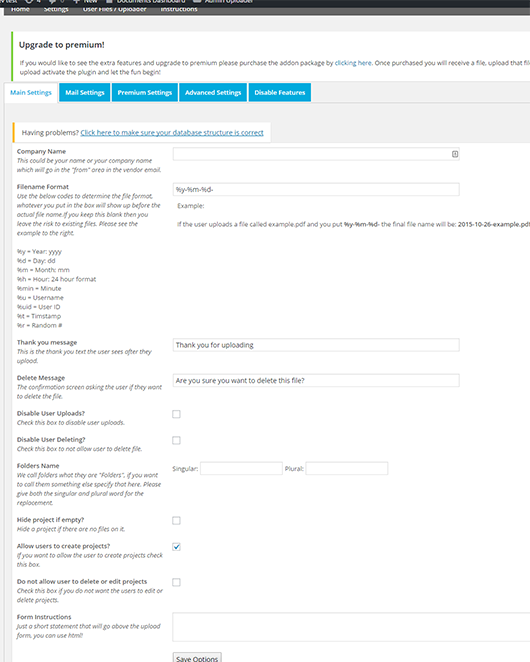 ev test 4 0 New Documents Dashboard Admin Uploader
Home Settings User Files / Uploader Instructions
Upgrade to premium!
If you would like to see the extra features and upgrade to premium please purchase the addon package by clicking here. Once purchased you will receive a file, upload that fil
upload activate the plugin and let the fun begin!
Main Settings Mail Settings Premium Settings Advanced Settings Disable Features
Having problems? Click here to make sure your database structure is correct
Company Name
This could be your name or your company name
which will go in the "from" area in the vendor email.
Filename Format
%y-%m-%d-
Use the below codes to determine the file format,
whatever you put in the box will show up before the
actual file name.If you keep this blank then you
leave the risk to existing files. Please see the
example to the right.
Example:
If the user uploads a file called example.pdf and you put %y-%m-%d- the final file name will be: 2015-10-26-example.pdf
%y = Year: yyyy
%d = Day: dd
%m = Month: mm
%h = Hour: 24 hour format
%min = Minute
%u = Username
%uid = User ID
%t = Timstamp
%r = Random #
Thank you message
This is the thank you text the user sees after they
upload.
Thank you for uploading
Delete Message
The confirmation screen asking the user if they want
to delete the file.
Are you sure you want to delete this file?
Disable User Uploads?
Check this box to disable user uploads.
Disable User Deleting?
Check this box to not allow user to delete file.
Folders Name
We call folders what they are "Folders", if you want
to call them something else specify that here. Please
give both the singular and plural word for the
replacement.
Singular: Plural:
Hide project if empty?
Hide a project if there are no files on it.
Allow users to create projects?
If you want to allow the user to create projects check
this box.
Do not allow user to delete or edit projects
Check this box if you do not want the users to edit or
delete projects.
Form Instructions
Just a short statement that will go above the upload
form, you can use html!
Save Options